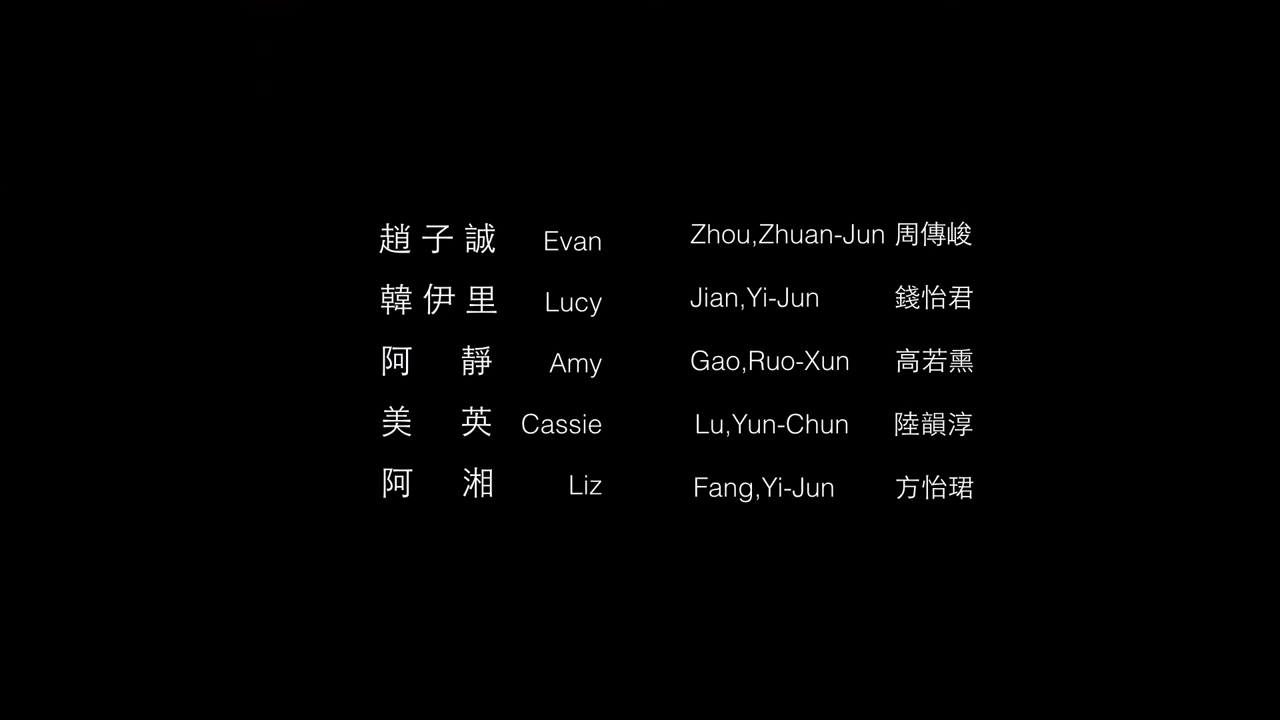 趙子誠 Evan Zhou,Zhuan-Jun 周傳峻
韓伊里 Lucy Jian,Yi-Jun 錢怡君
阿靜 Amy Gao,Ruo-Xun 高若熏
美英 Cassie Lu,Yun-Chun 陸韻淳
阿湘 Liz Fang,Yi-Jun 方怡珺